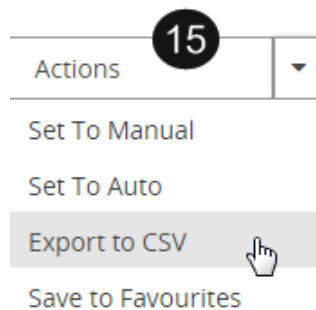 15
Actions
Set To Manual
Set To Auto
Export to CSV
Save to Favourites